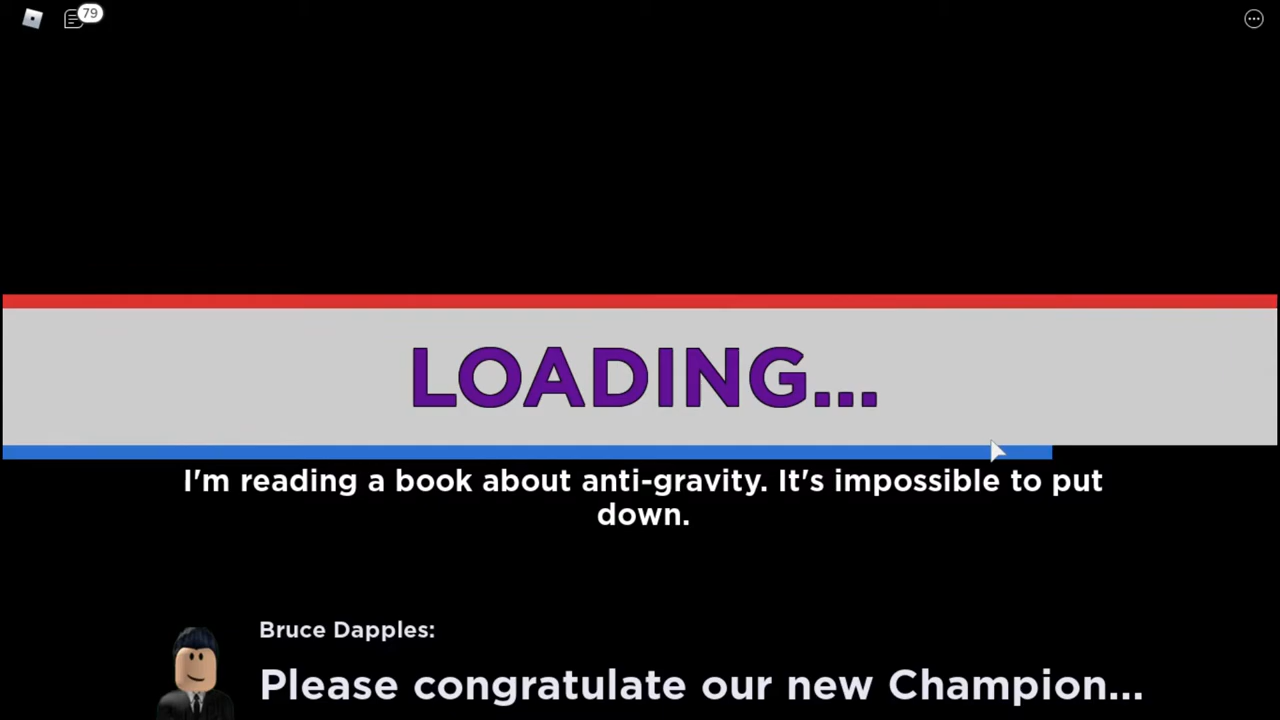 79
LOADING...
I'm reading a book about anti-gravity. It's impossible to put
down.
Bruce Dapples:
Please congratulate our new Champion...